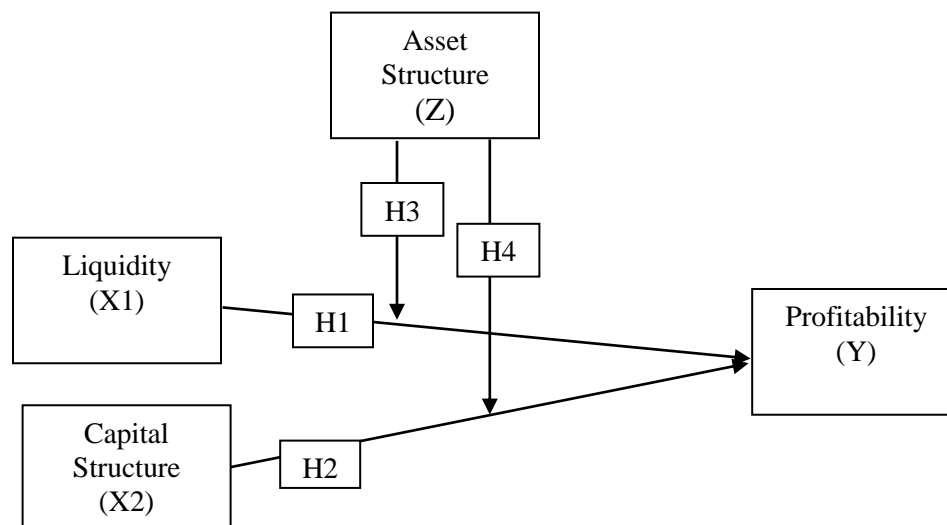 Asset
Structure
(Z)
H3
H4
Liquidity
(X1)
H1
Profitability
(Y)
Capital
Structure
(X2)
H2